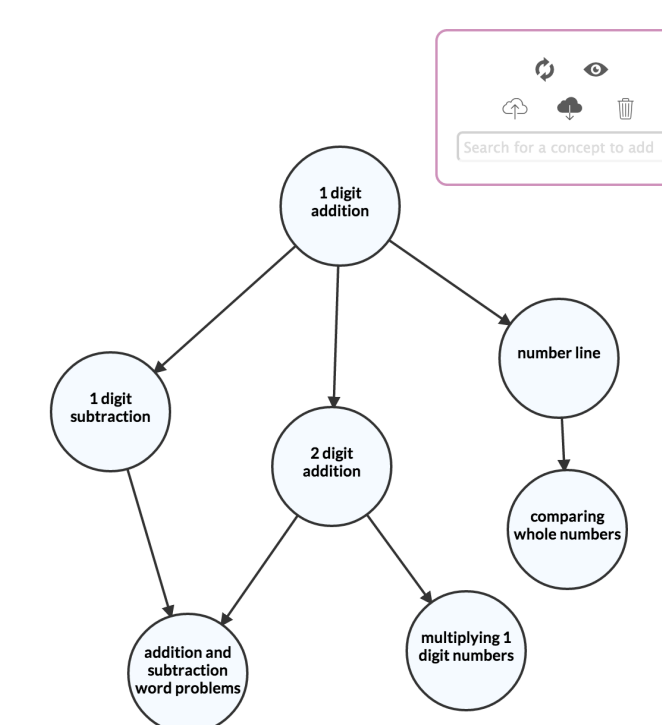 Search for a concept to add
1 digit
addition
number line
1 digit
subtraction
2 digit
addition
comparing
whole numbers
multiplying 1
digit numbers
addition and
subtraction
word problems